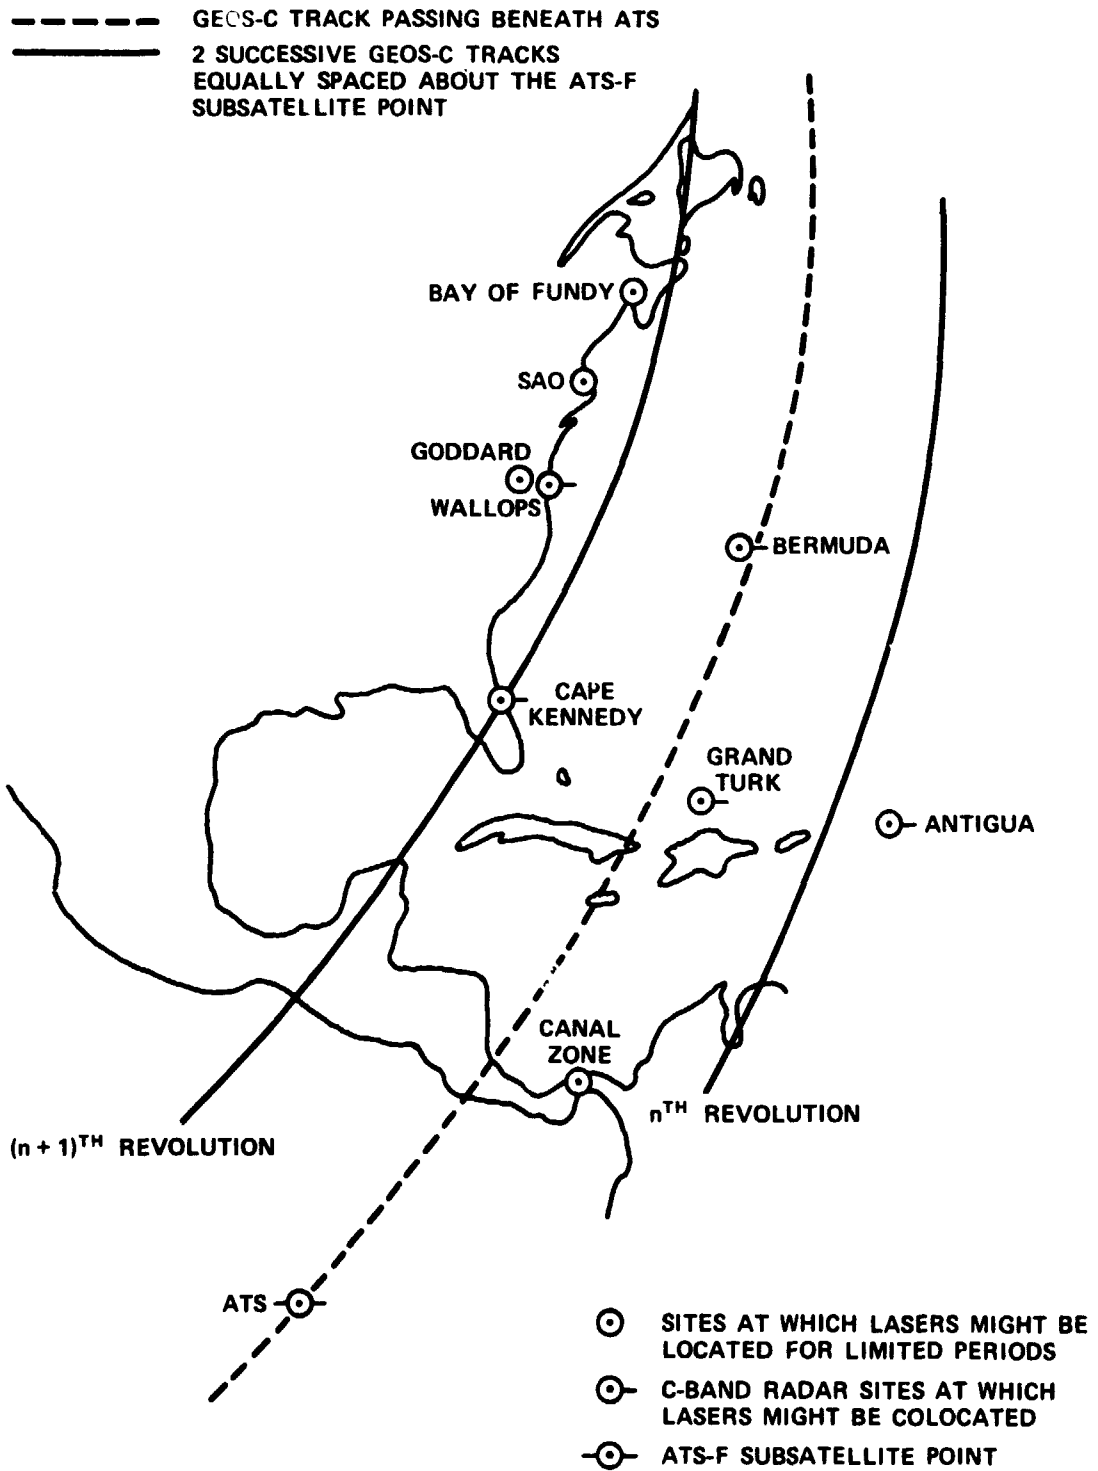 GEOS-C TRACK PASSING BENEATH ATS
2 SUCCESSIVE GEOS-C TRACKS
EQUALLY SPACED ABOUT THE ATS-F
SUBSATELLITE POINT
BAY OF FUNDY
SAO
GODDARD
WALLOPS
BERMUDA
CAPE
KENNEDY
GRAND
TURK
ANTIGUA
CANAL
ZONE
nTH REVOLUTION
(n + 1)TH REVOLUTION
ATS
SITES AT WHICH LASERS MIGHT BE
LOCATED FOR LIMITED PERIODS
C-BAND RADAR SITES AT WHICH
LASERS MIGHT BE COLOCATED
ATS-F SUBSATELLITE POINT